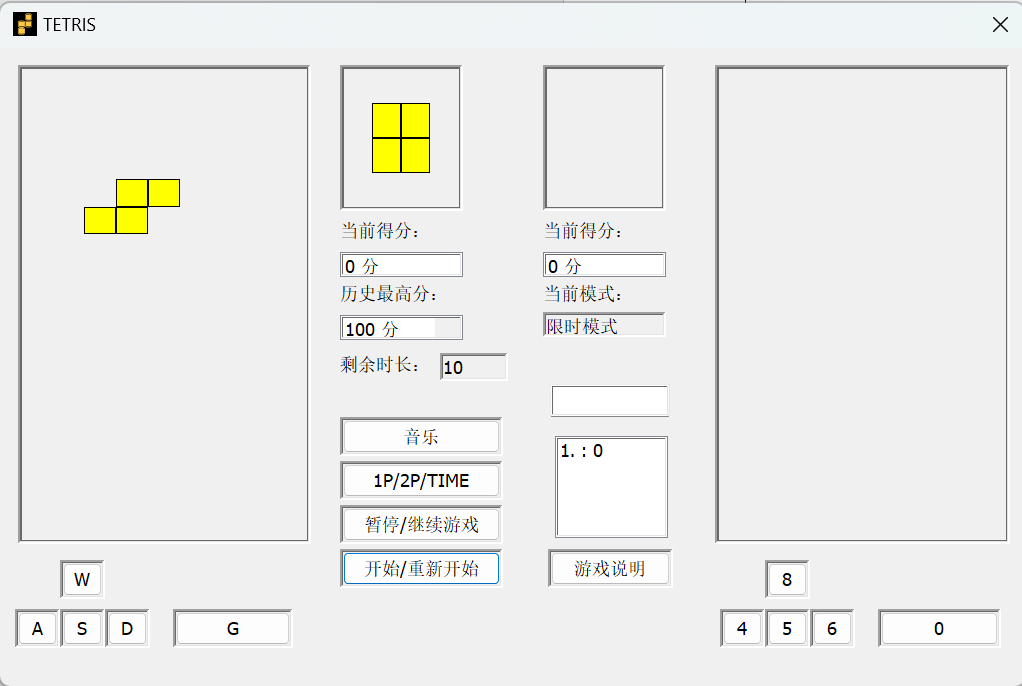 TETRIS
当前得分：
0 分
历史最高分：
100 分
剩余时长：
10
音乐
1P/2P/TIME
暂停/继续游戏
开始/重新开始
当前得分：
0 分
当前模式：
限时模式
1. : 0
游戏说明
W
A
S
D
G
8
4
5
6
0